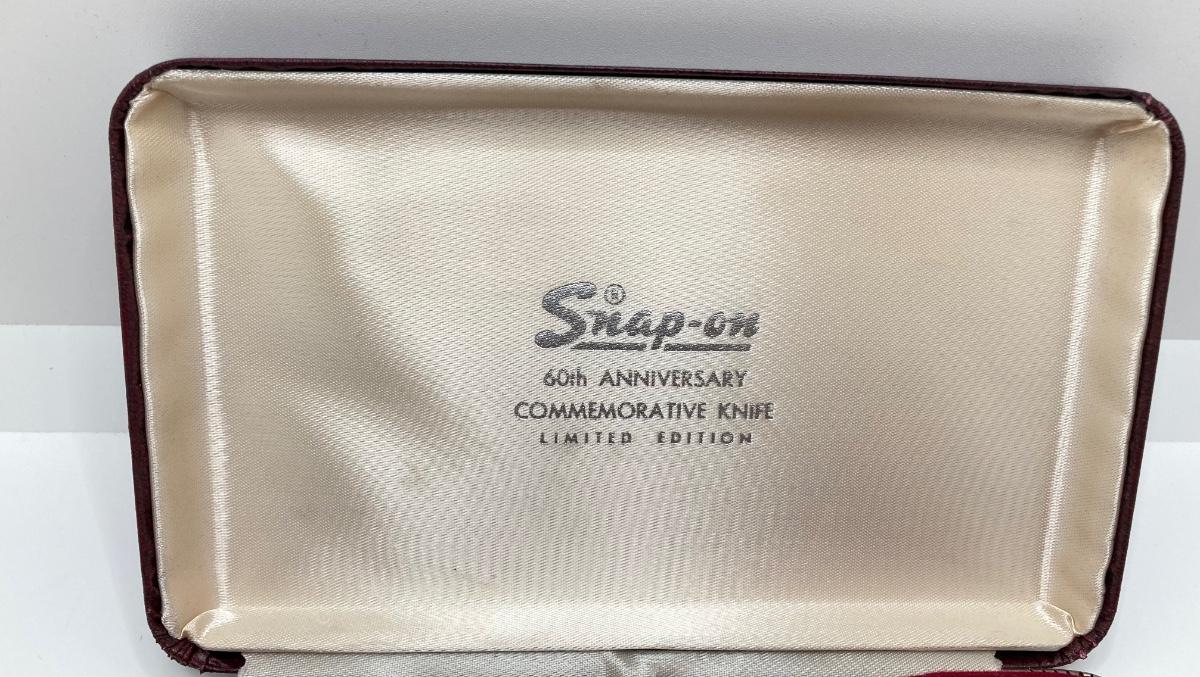 Snap-on®
60th ANNIVERSARY
COMMEMORATIVE KNIFE
LIMITED EDITION